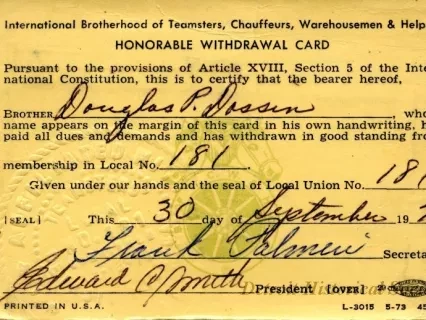 International Brotherhood of Teamsters, Chauffeurs, Warehousemen & Help
HONORABLE WITHDRAWAL CARD
Pursuant to the provisions of Article XVIII, Section 5 of the Inte
national Constitution, this is to certify that the bearer hereof,
BROTHER Douglas P. Dossin, who
name appears on the margin of this card in his own handwriting, h
paid all dues and demands and has withdrawn in good standing fro
membership in Local No. 181
Given under our hands and the seal of Local Union No. 18
[SEAL] This 30 day of September 19
Frank Palmeri Secreta
Edward C Smith President [OVER]
PRINTED IN U.S.A. L-3015 5-73 45